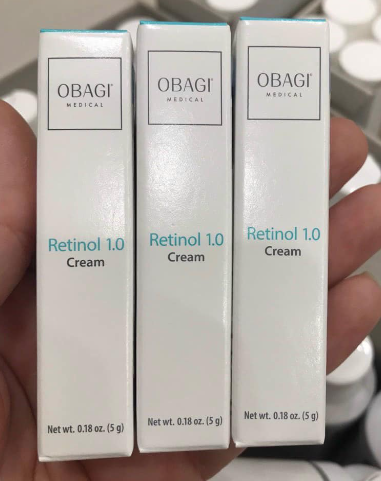 OBAGI
MEDICAL
Retinol 1.0
Cream
Net wt. 0.18 oz. (5 g)
OBAGI
MEDICAL
Retinol 1.0
Cream
Net wt. 0.18 oz. (5 g)
OBAGI
MEDICAL
Retinol 1.0
Cream
Net wt. 0.18 oz. (5 g)